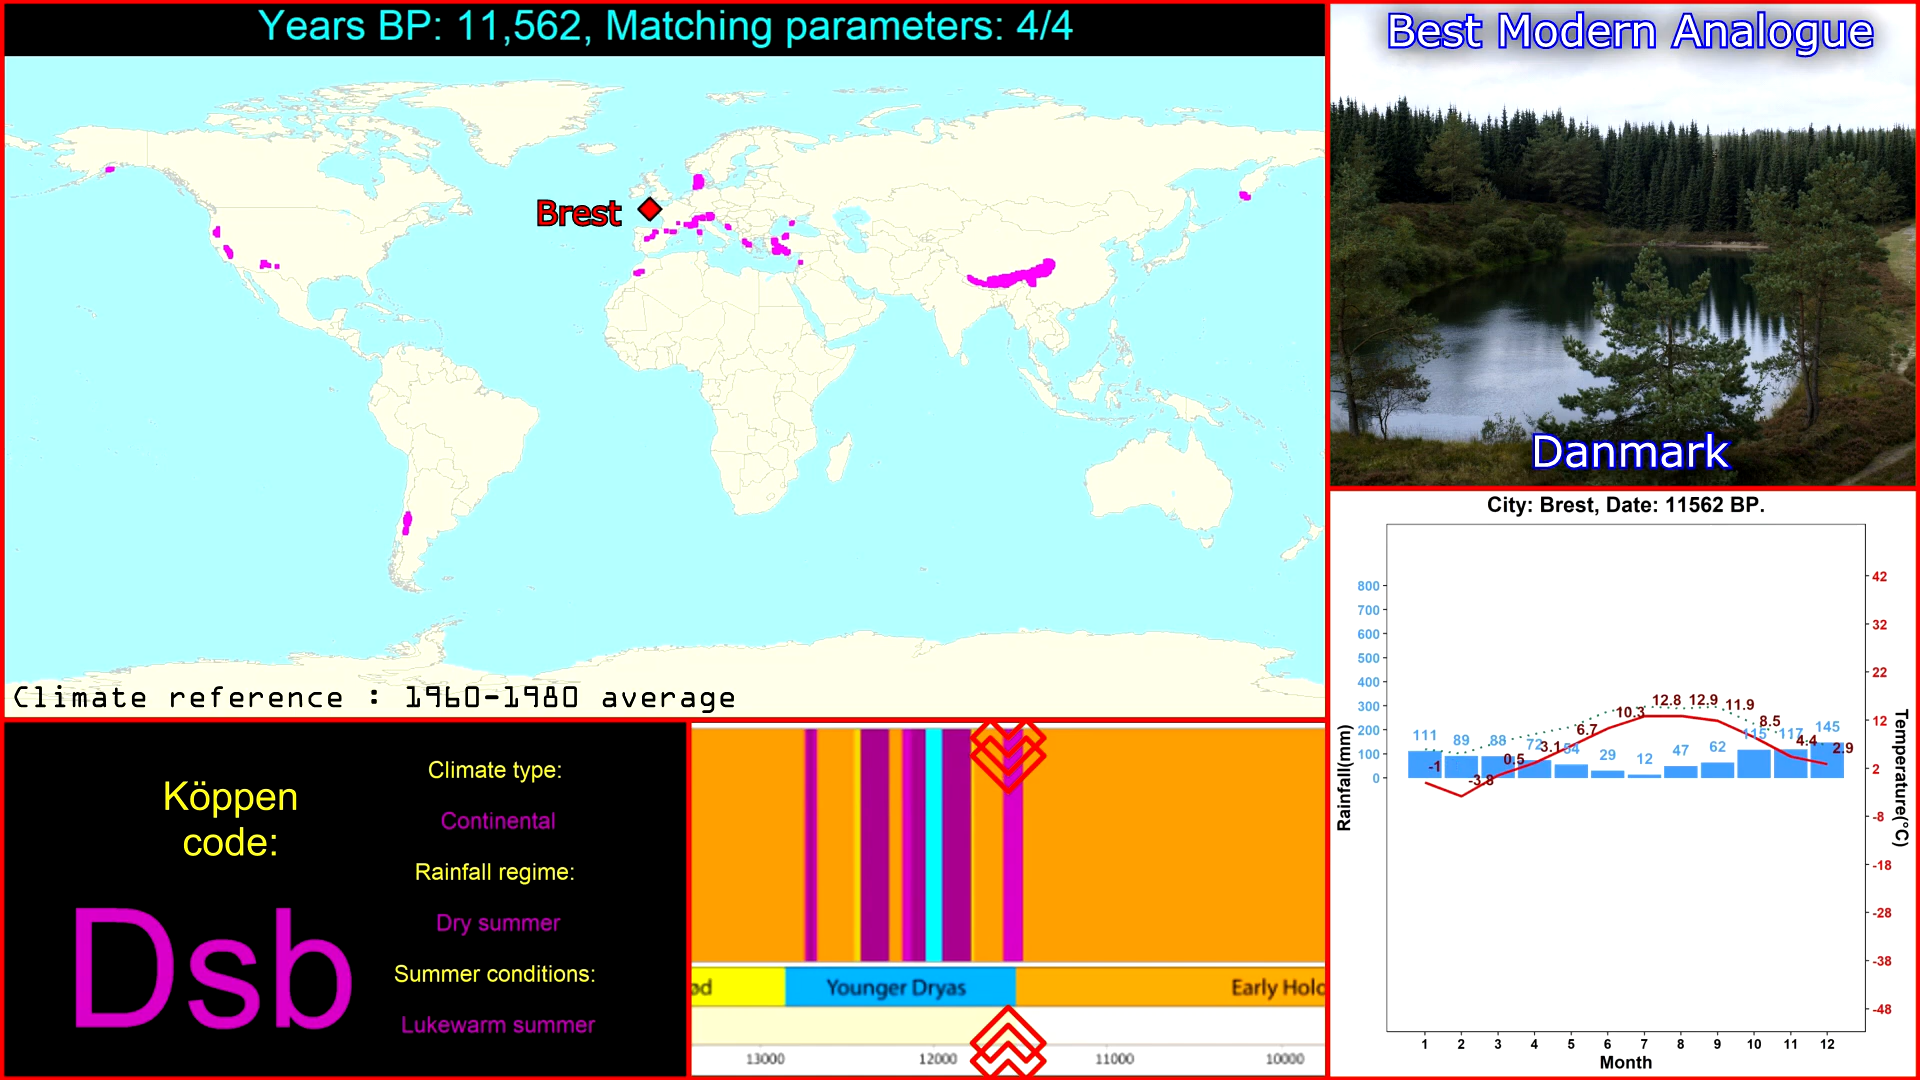 Years BP: 11,562, Matching parameters: 4/4
Brest
Climate reference : 1960-1980 average
Best Modern Analogue
Danmark
Köppen
code:
Dsb
Climate type:
Continental
Rainfall regime:
Dry summer
Summer conditions:
Lukewarm summer
ød
Younger Dryas
Early Holo
13000
12000
11000
10000
City: Brest, Date: 11562 BP.
Rainfall(mm)
800
700
600
500
400
300
200
100
0
111
89
88
72
54
29
12
47
62
115
117
145
-1
-3.8
0.5
3.1
6.7
10.3
12.8
12.9
11.9
8.5
4.4
2.9
Temperature(°C)
42
32
22
12
2
-8
-18
-28
-38
-48
1 2 3 4 5 6 7 8 9 10 11 12
Month